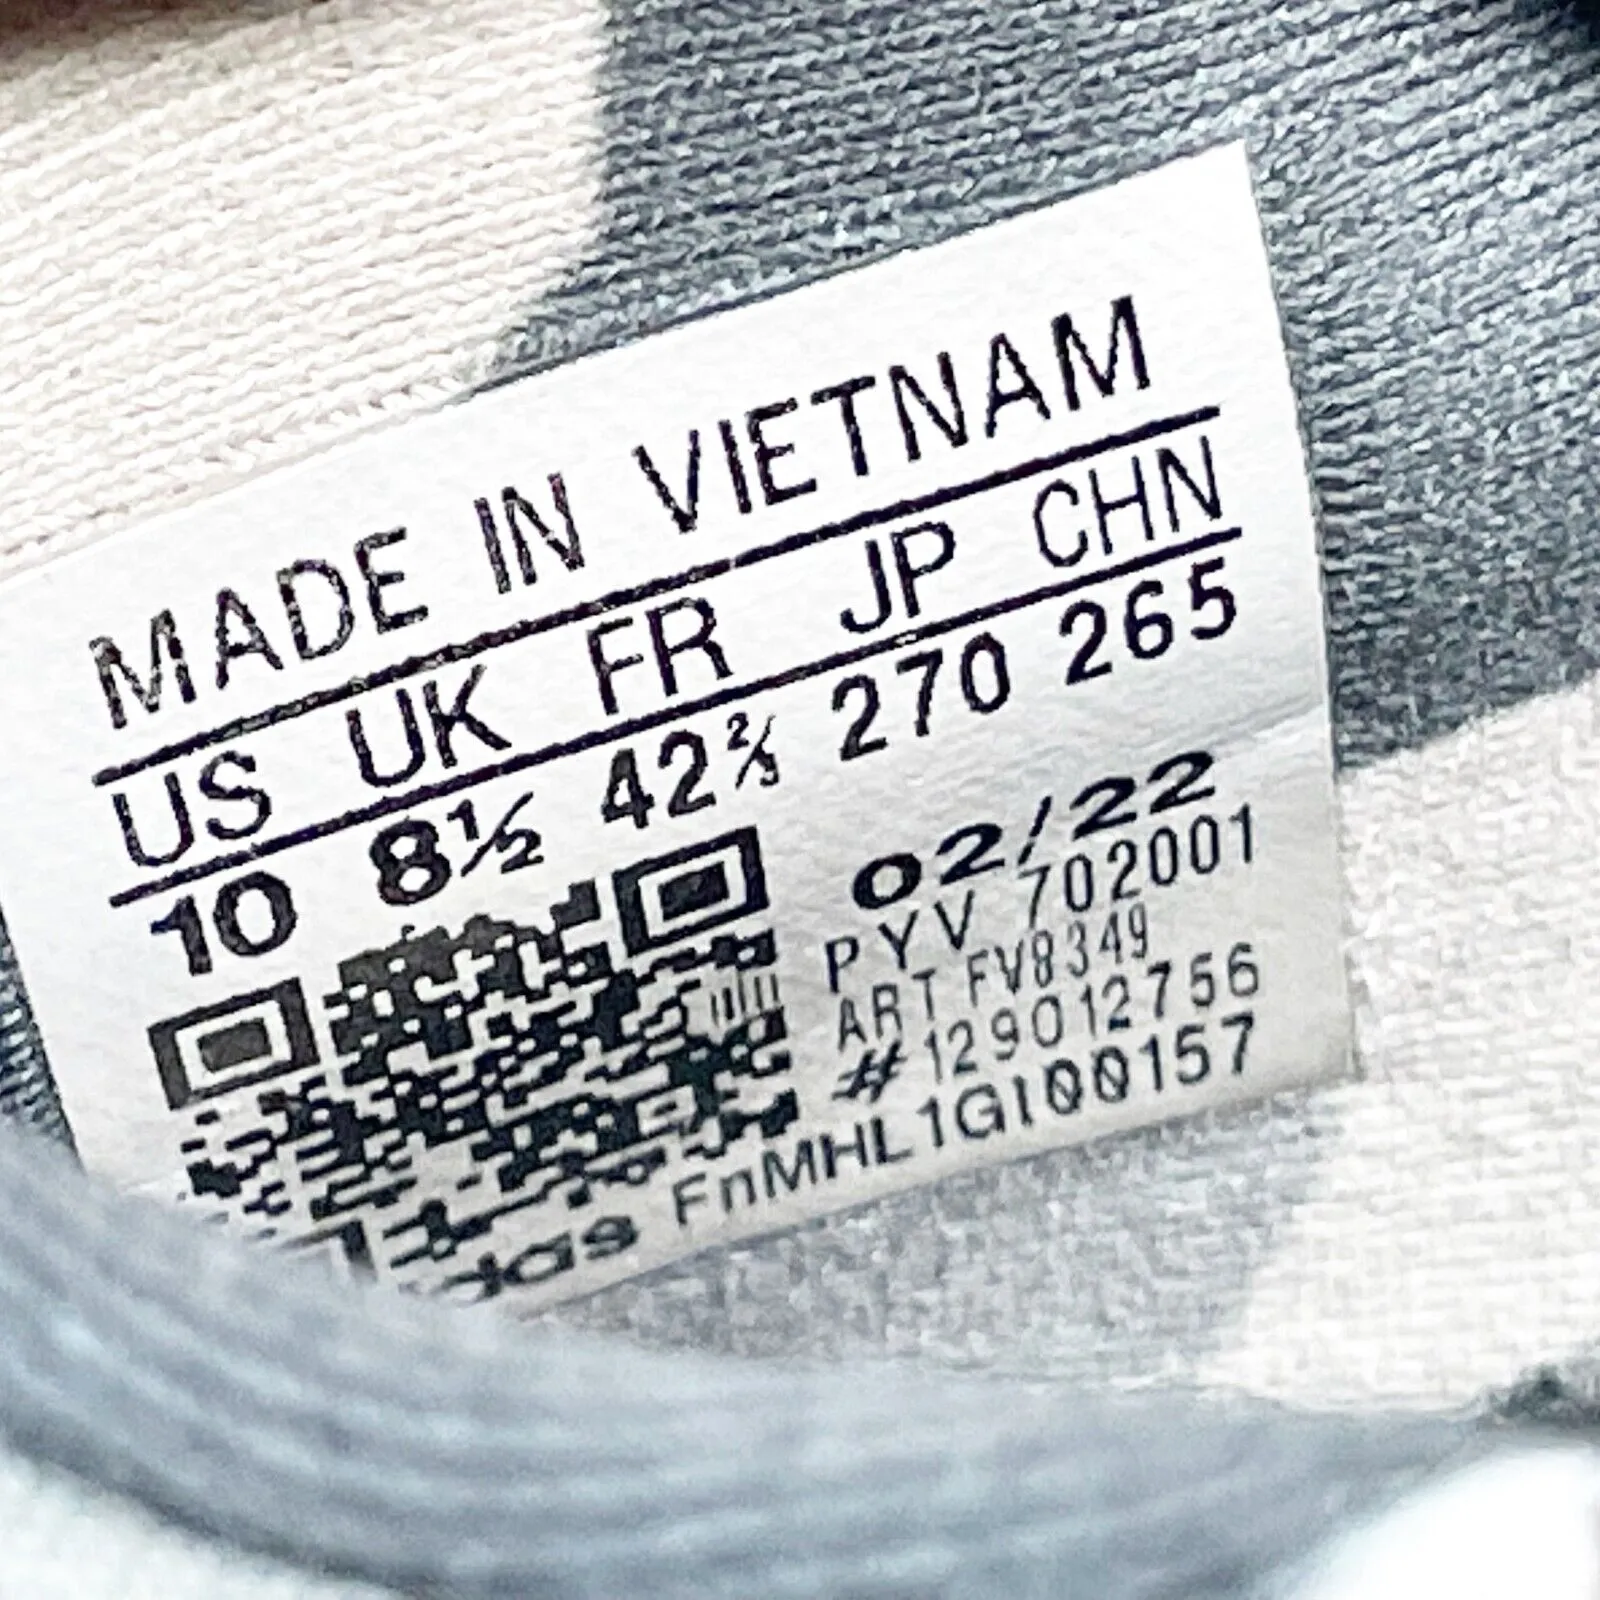 MADE IN VIETNAM
US UK FR JP CHN
10 8½ 42⅔ 270 265
02/22
PYV 702001
ART FV8349
# 129012756
FnMHL1GI00157